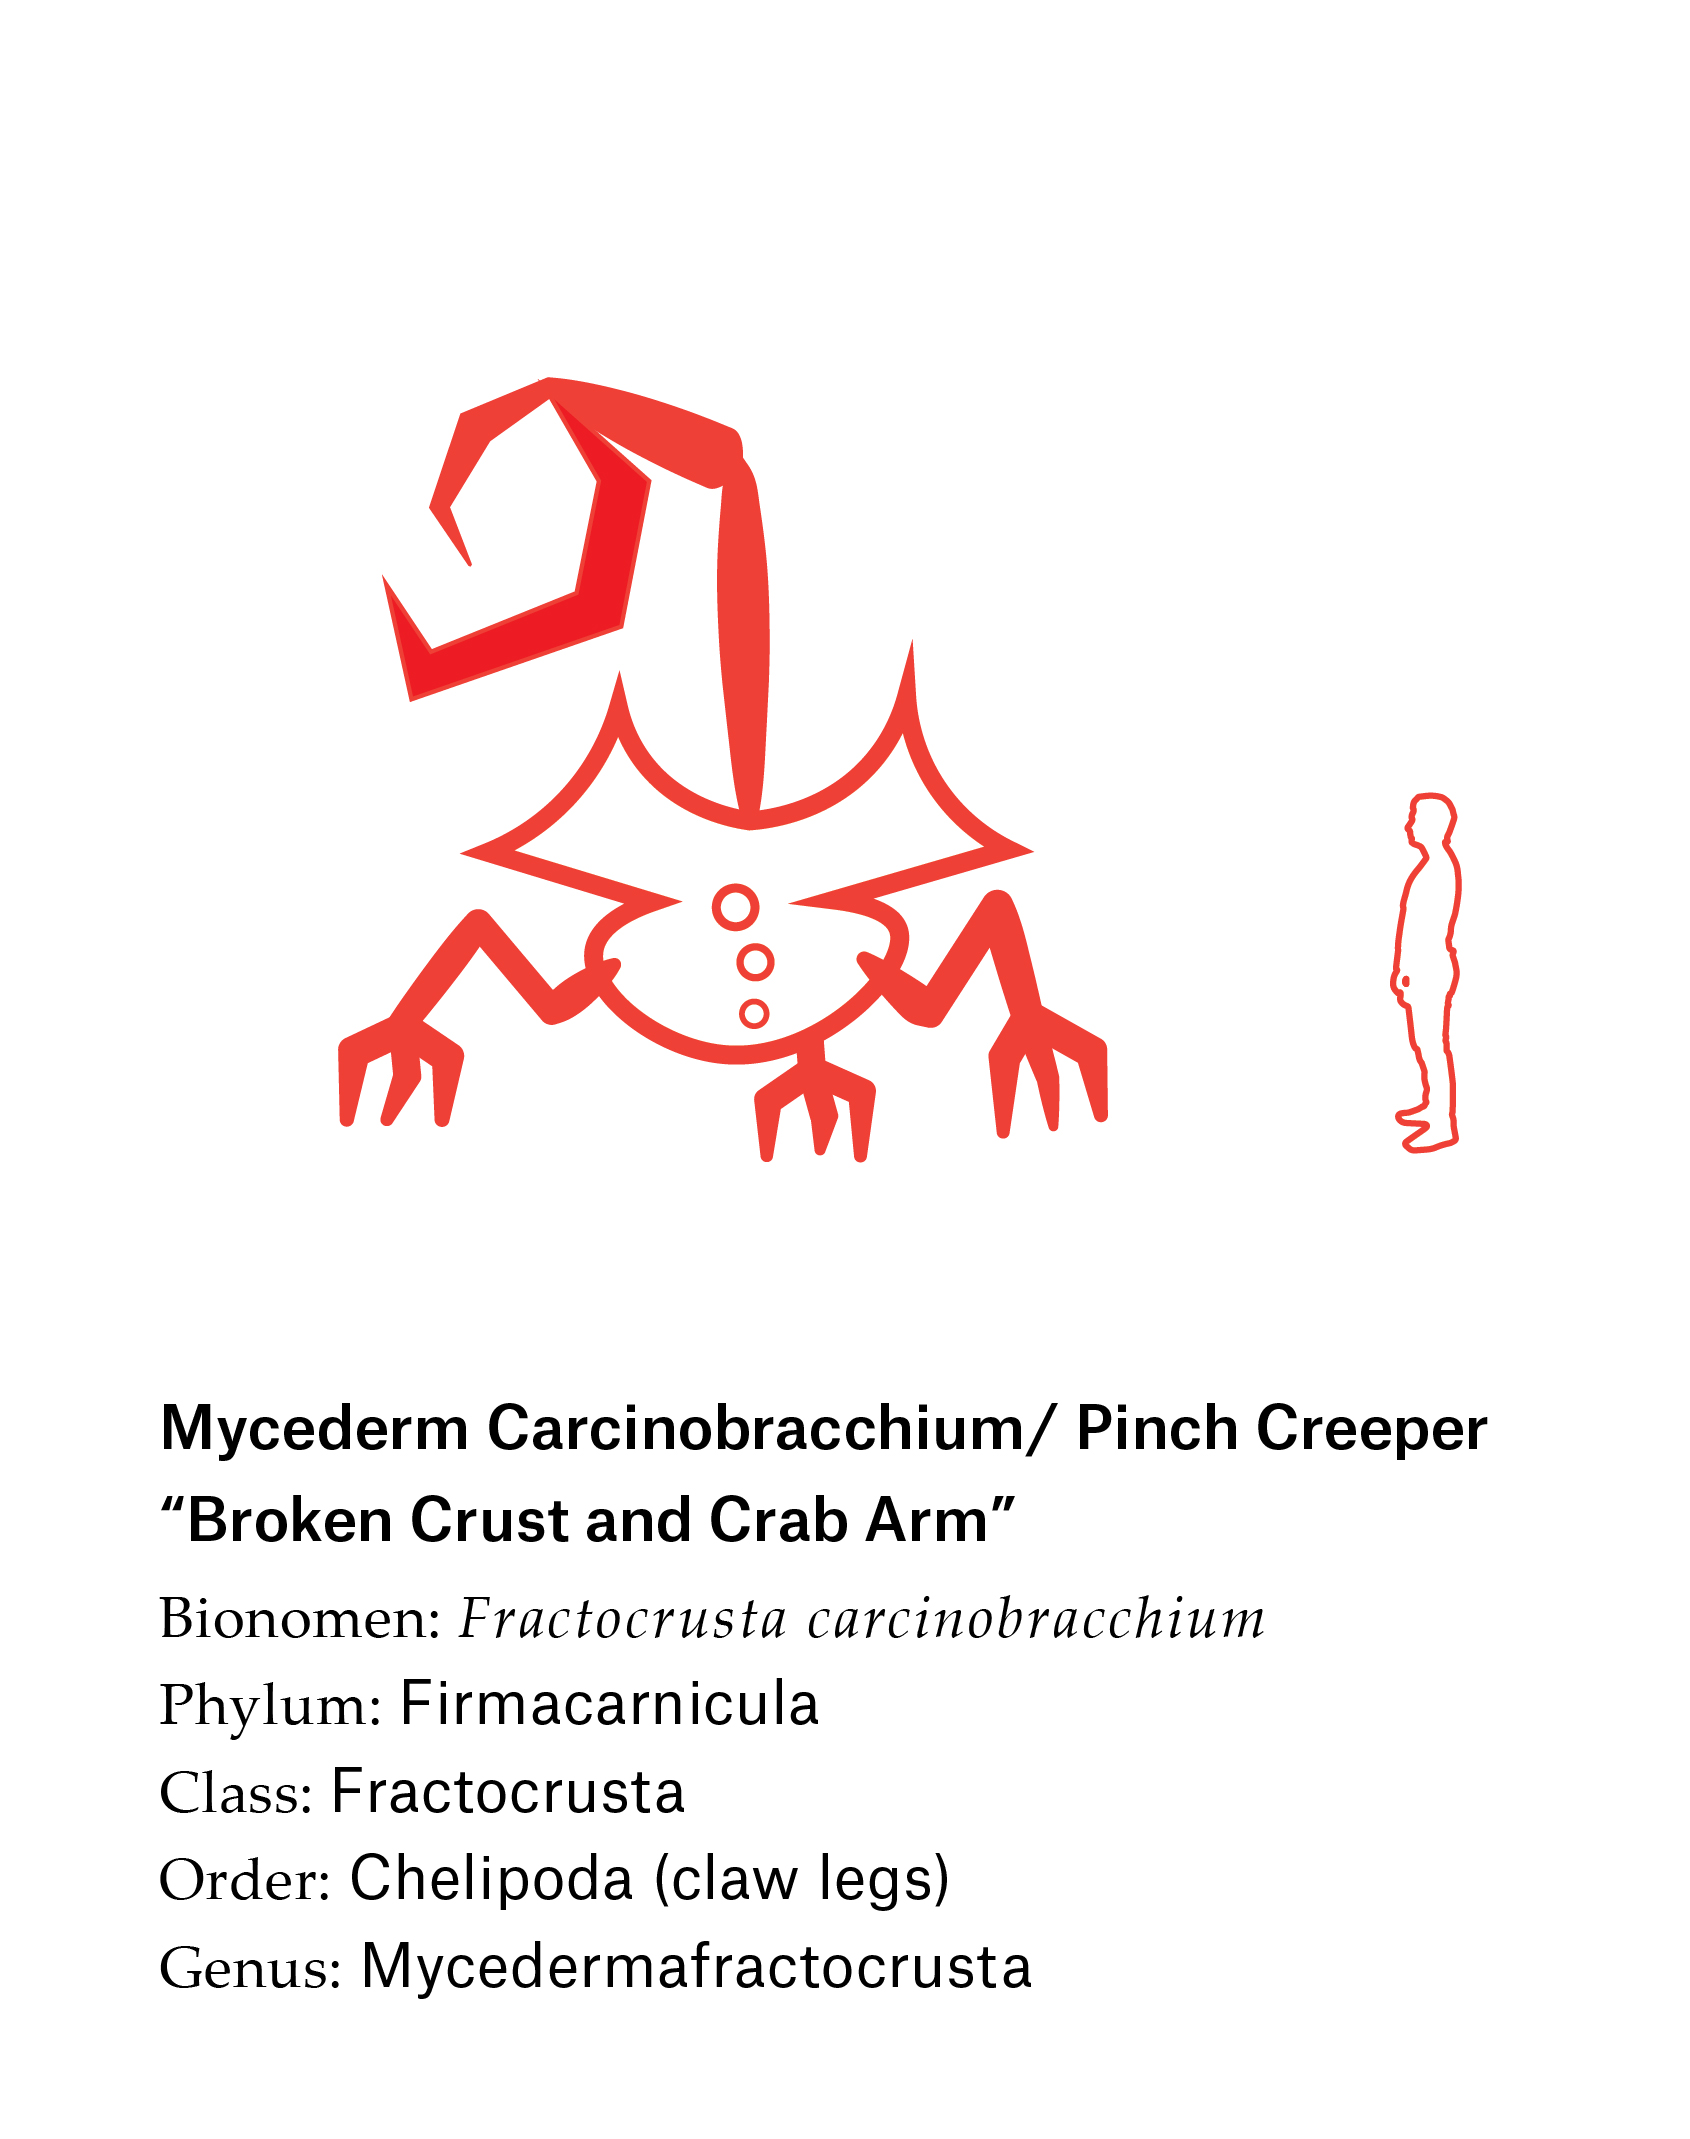 Mycederm Carcinobracchium/ Pinch Creeper
“Broken Crust and Crab Arm”
Bionomen: Fractocrusta carcinobracchium
Phylum: Firmacarnicula
Class: Fractocrusta
Order: Chelipoda (claw legs)
Genus: Mycedermafractocrusta